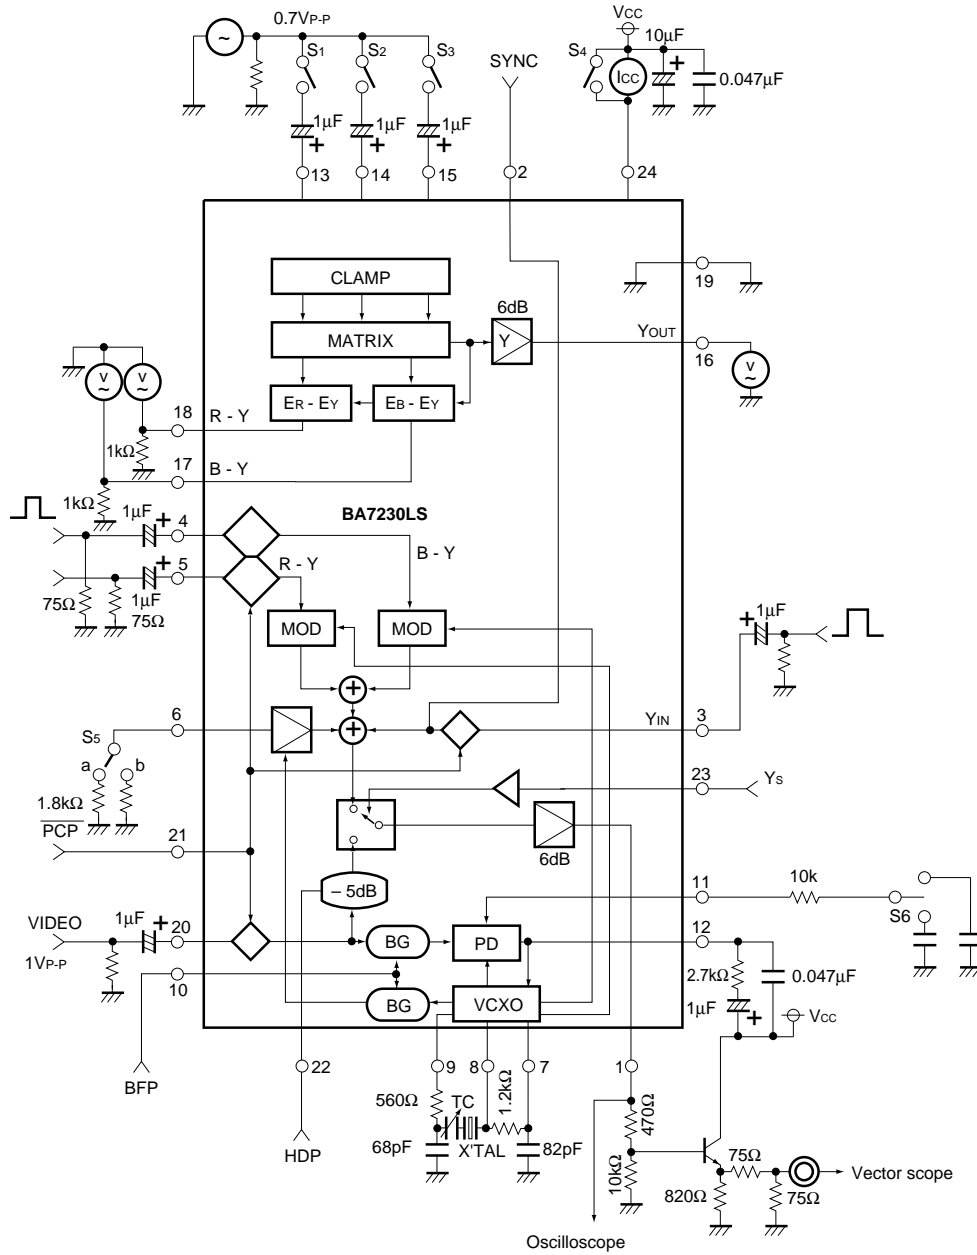 0.7VP-P
~
S1
S2
S3
1μF
+
1μF
+
1μF
+
13
14
15
SYNC
2
VCC
S4
ICC
10μF
+
0.047μF
24
CLAMP
MATRIX
6dB
Y
YOUT
19
16
V
~
V
~
V
~
ER - EY
EB - EY
18
R - Y
1kΩ
17
B - Y
1kΩ
BA7230LS
1μF
+
4
B - Y
5
R - Y
+
1μF
75Ω
75Ω
MOD
MOD
+
1μF
+
6
+
YIN
3
S5
a
b
1.8kΩ
PCP
21
23
YS
6dB
– 5dB
11
10k
S6
VIDEO
1VP-P
1μF
+
20
BG
PD
12
2.7kΩ
0.047μF
10
BG
VCXO
1μF
+
VCC
BFP
22
HDP
9
8
7
1
560Ω
TC
1.2kΩ
68pF
X'TAL
82pF
470Ω
10kΩ
75Ω
Vector scope
820Ω
75Ω
Oscilloscope